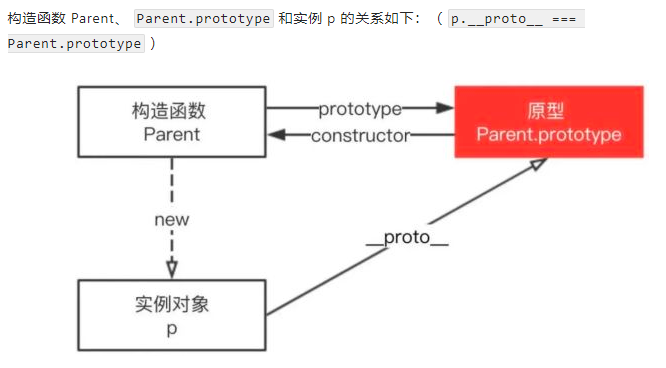 构造函数 Parent、 Parent.prototype 和实例 p 的关系如下：（ p.__proto__ ===
Parent.prototype ）
构造函数
Parent
prototype
constructor
原型
Parent.prototype
new
__proto__
实例对象
p